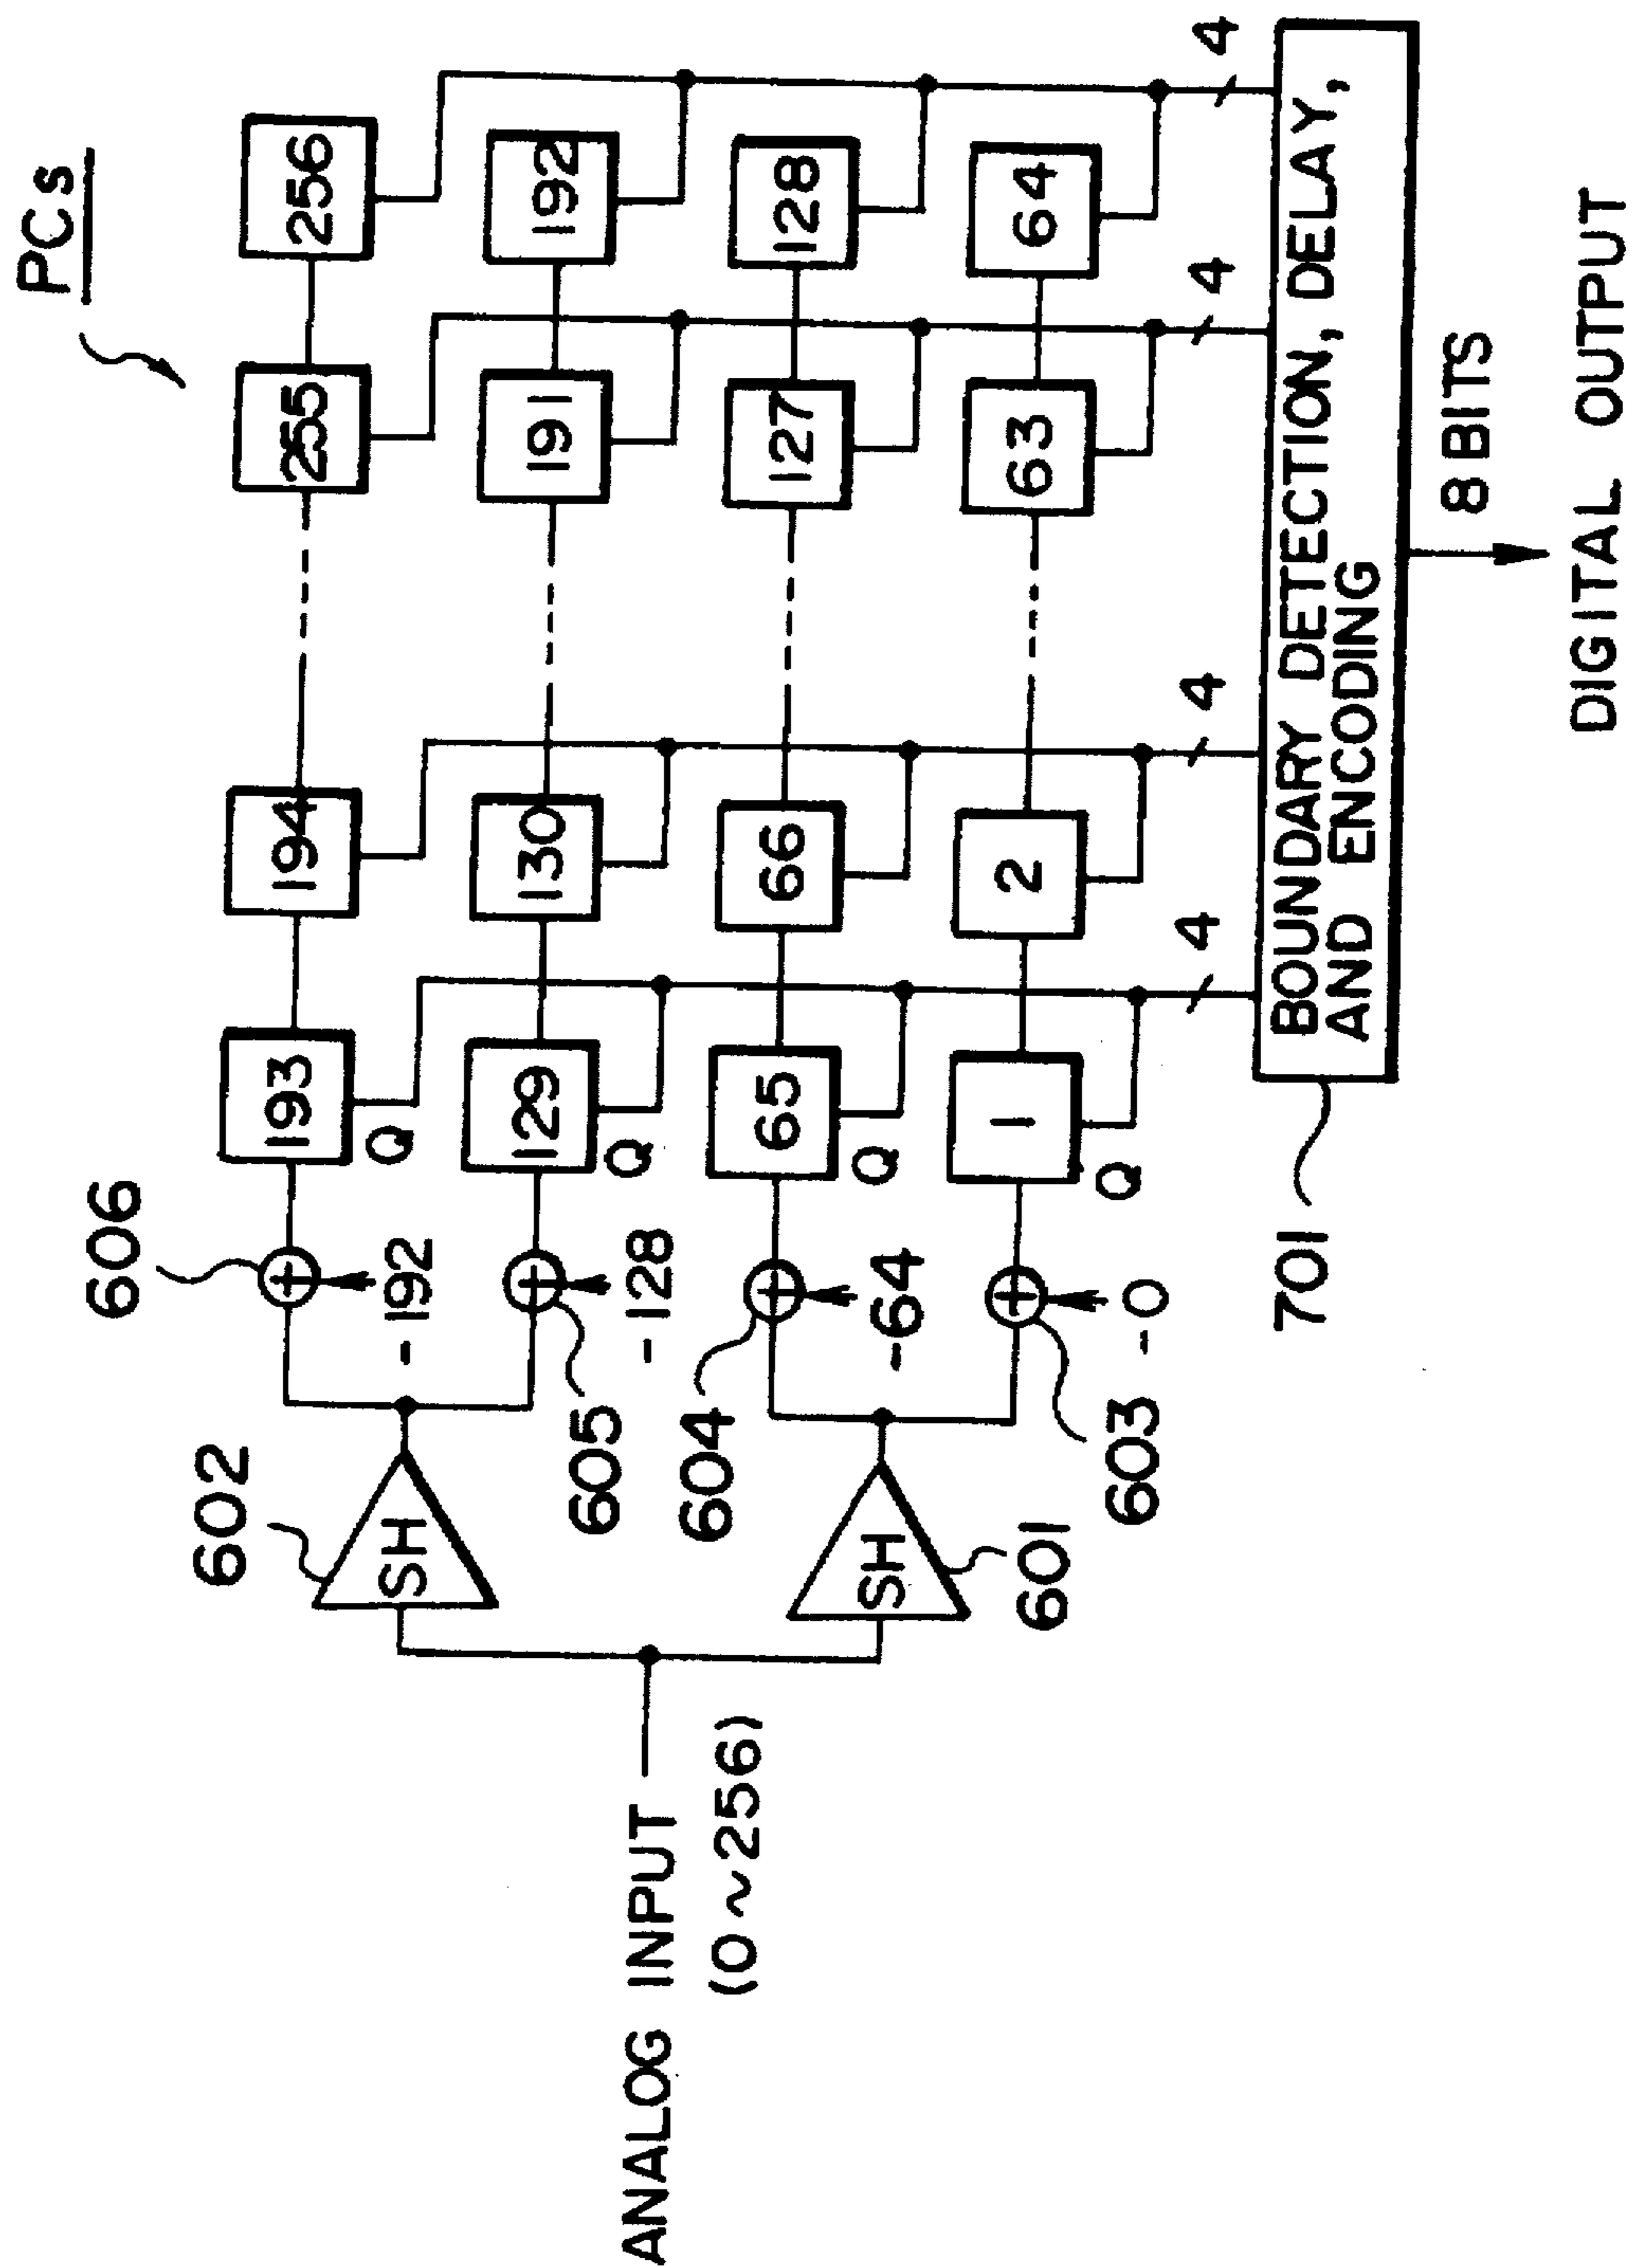 PCs
256
192
128
64
255
191
127
63
194
130
66
2
193
129
65
1
Q
Q
Q
Q
4
4
4
4
606
-192
605
-128
604
-64
603
-0
602
SH
601
SH
ANALOG INPUT
(0~256)
701
BOUNDARY DETECTION, DELAY,
AND ENCODING
8 BITS
DIGITAL OUTPUT